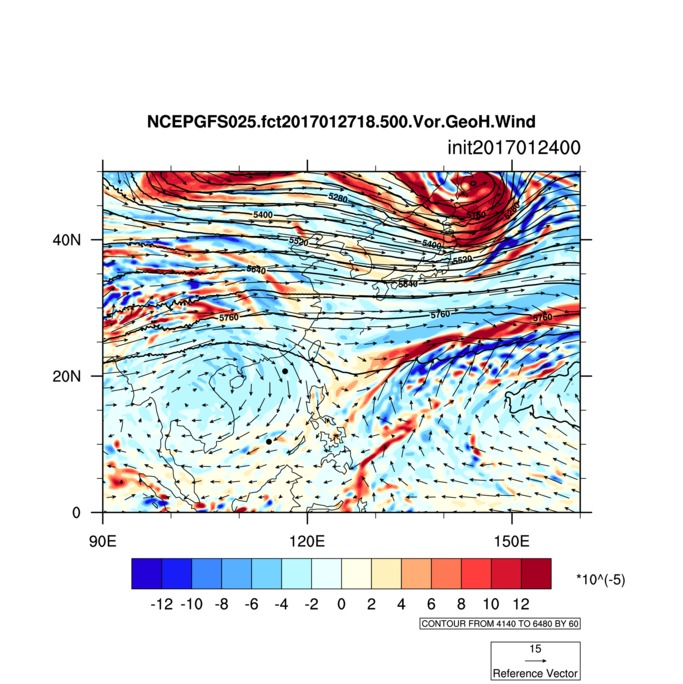 NCEPGFS025.fct2017012718.500.Vor.GeoH.Wind
init2017012400
5280
5400
5520
5640
5760
5400
5520
5640
5760
5760
40N
20N
0
90E 120E 150E
-12 -10 -8 -6 -4 -2 0 2 4 6 8 10 12
*10^(-5)
CONTOUR FROM 4140 TO 6480 BY 60
15
Reference Vector